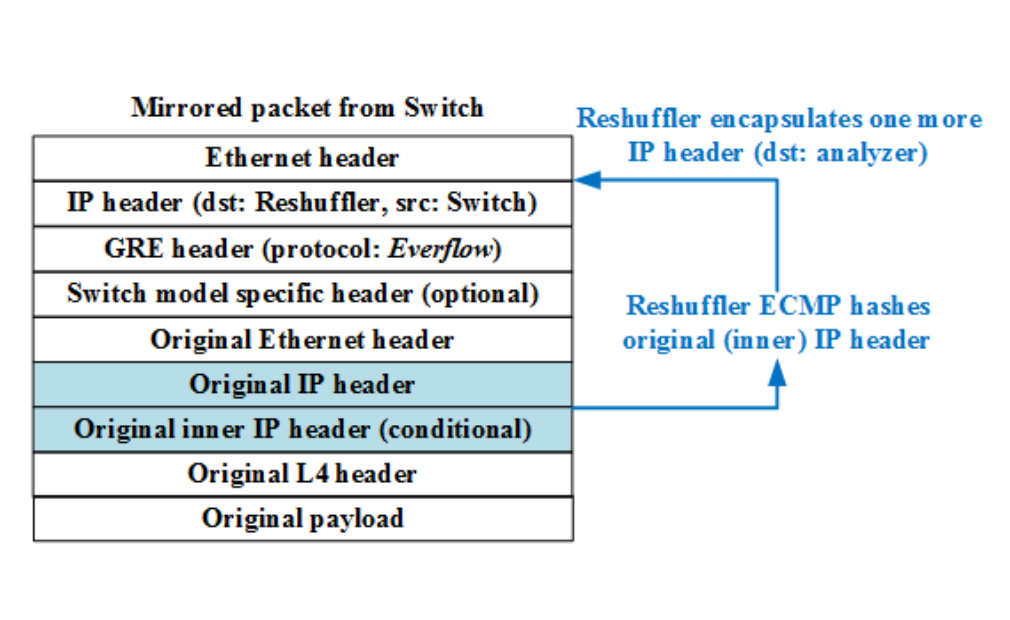 Mirrored packet from Switch
Ethernet header
IP header (dst: Reshuffler, src: Switch)
GRE header (protocol: Everflow)
Switch model specific header (optional)
Original Ethernet header
Original IP header
Original inner IP header (conditional)
Original L4 header
Original payload
Reshuffler encapsulates one more
IP header (dst: analyzer)
Reshuffler ECMP hashes
original (inner) IP header